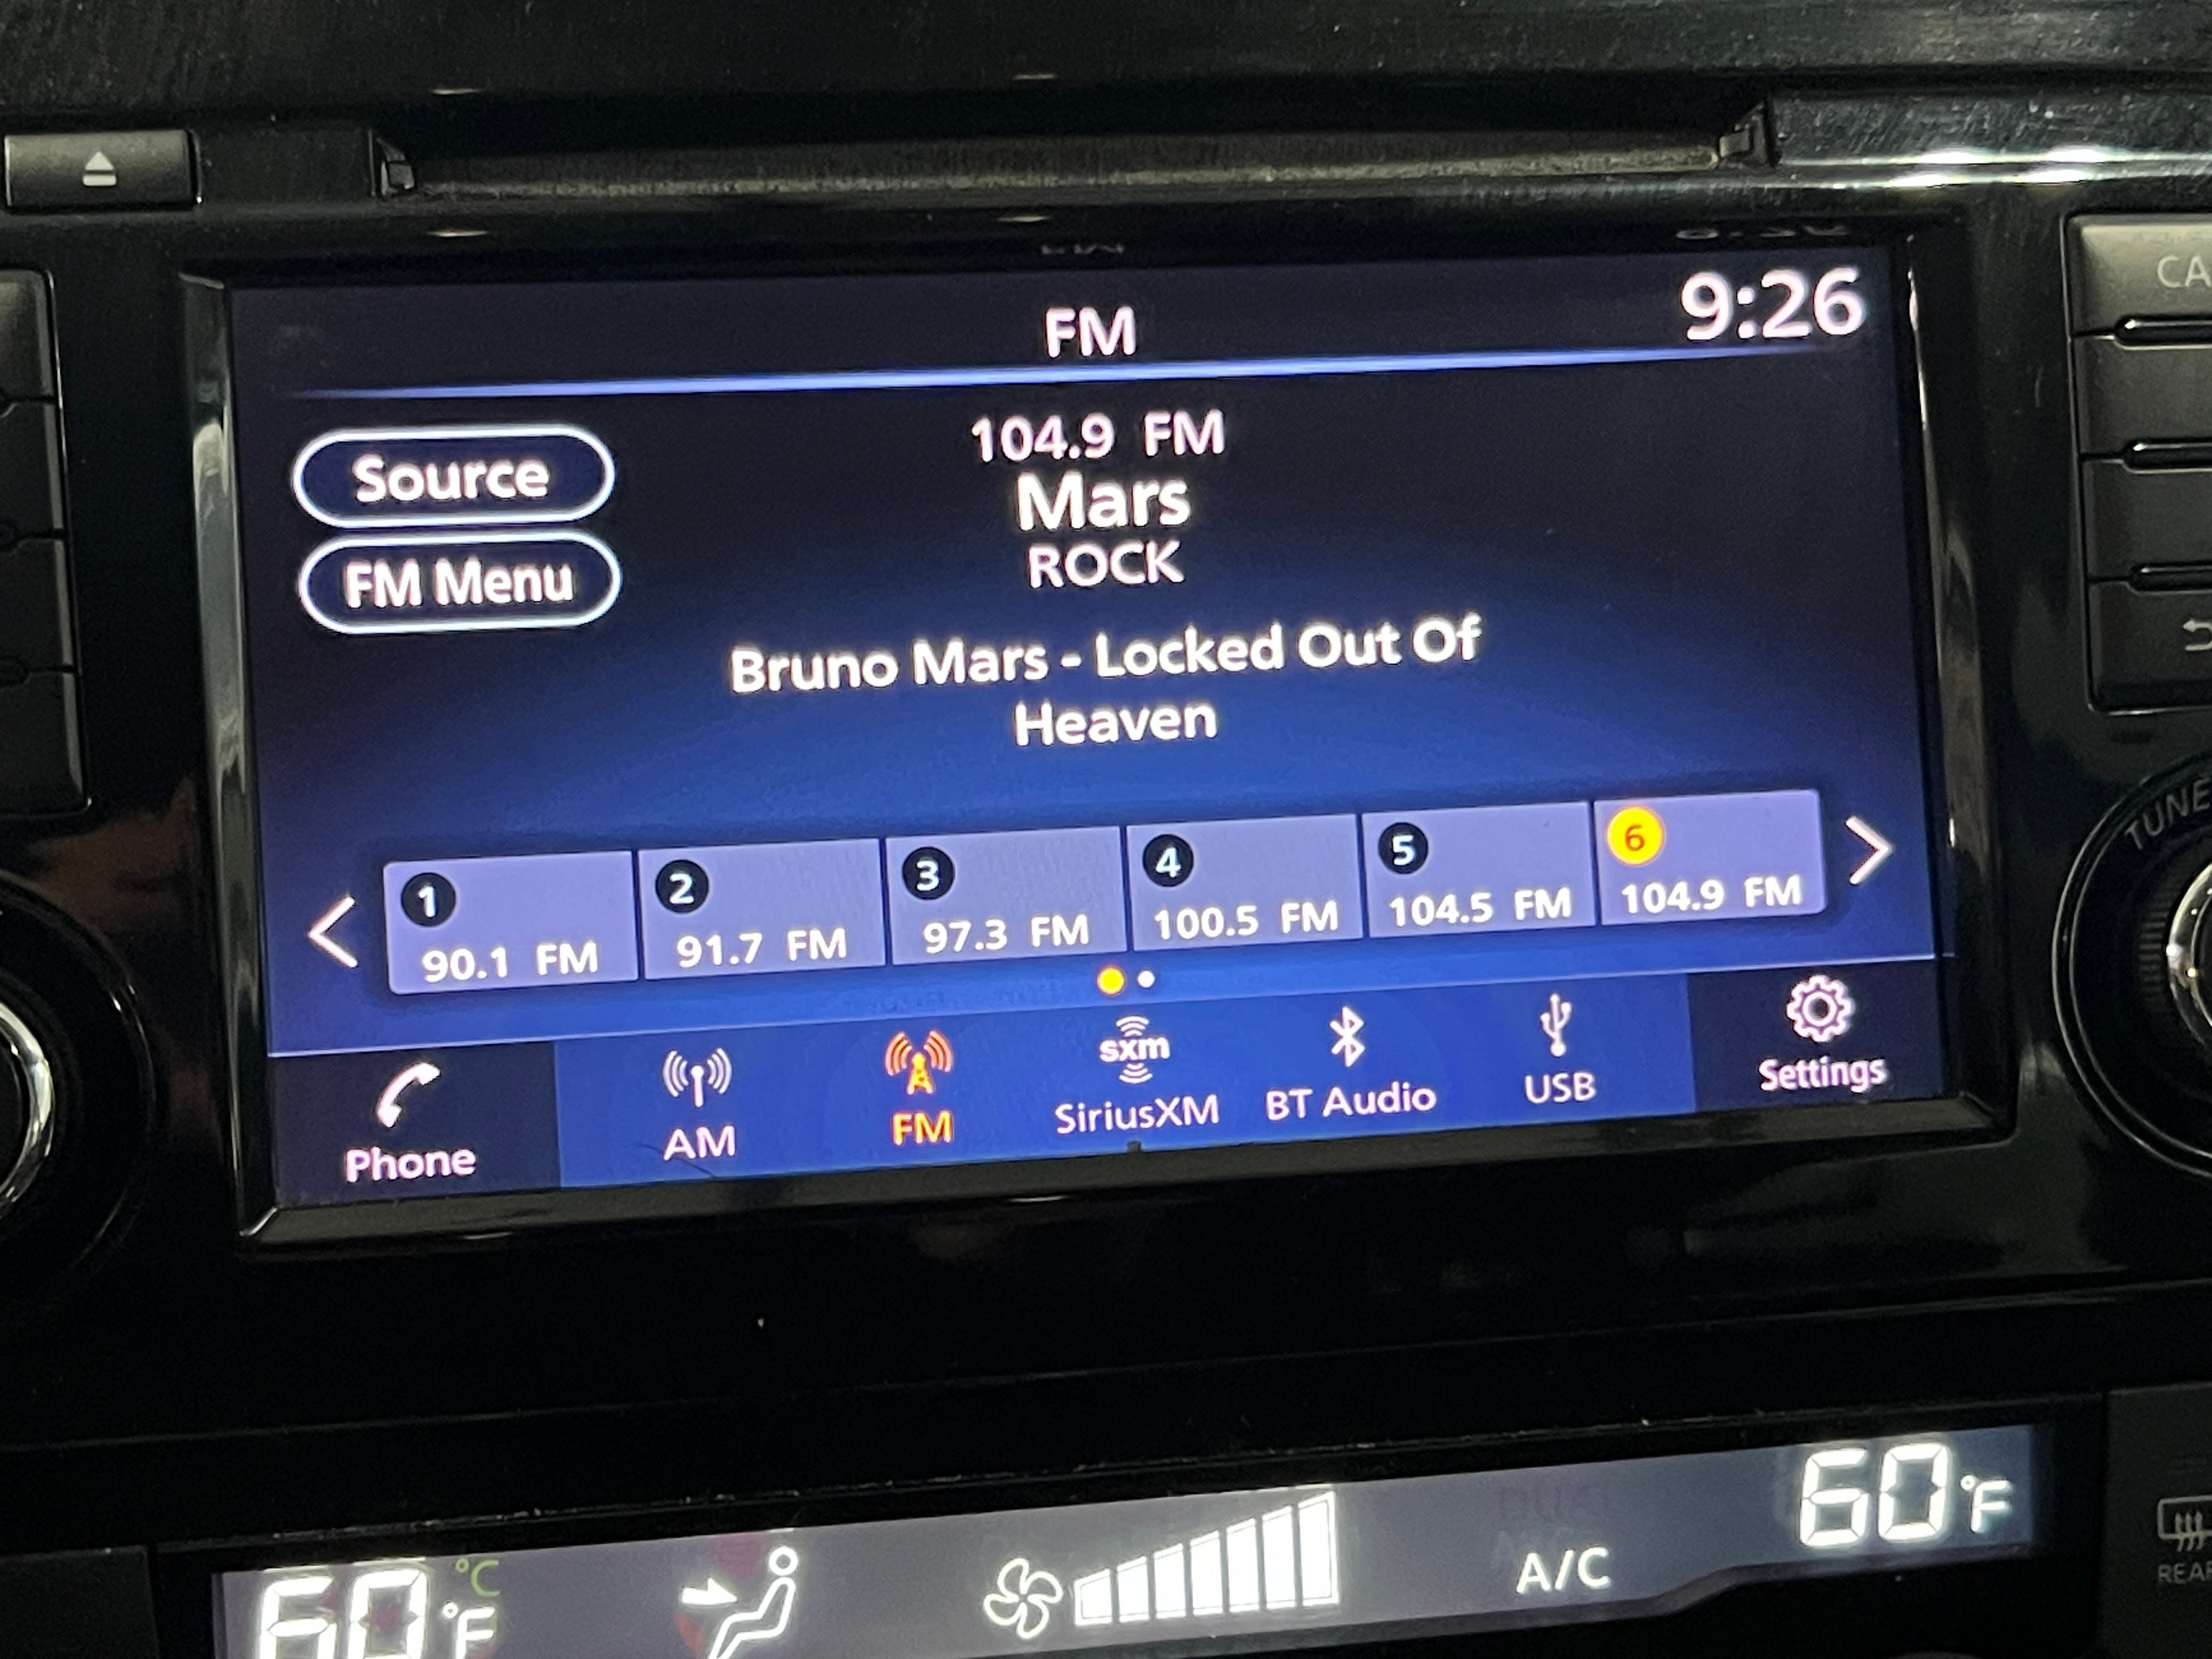 FM
9:26
104.9 FM
Mars
ROCK
Source
FM Menu
Bruno Mars - Locked Out Of
Heaven
1
90.1 FM
2
91.7 FM
3
97.3 FM
4
100.5 FM
5
104.5 FM
6
104.9 FM
Phone
AM
FM
sxm
SiriusXM
BT Audio
USB
Settings
TUNE
60°F
°C
A/C
60°F